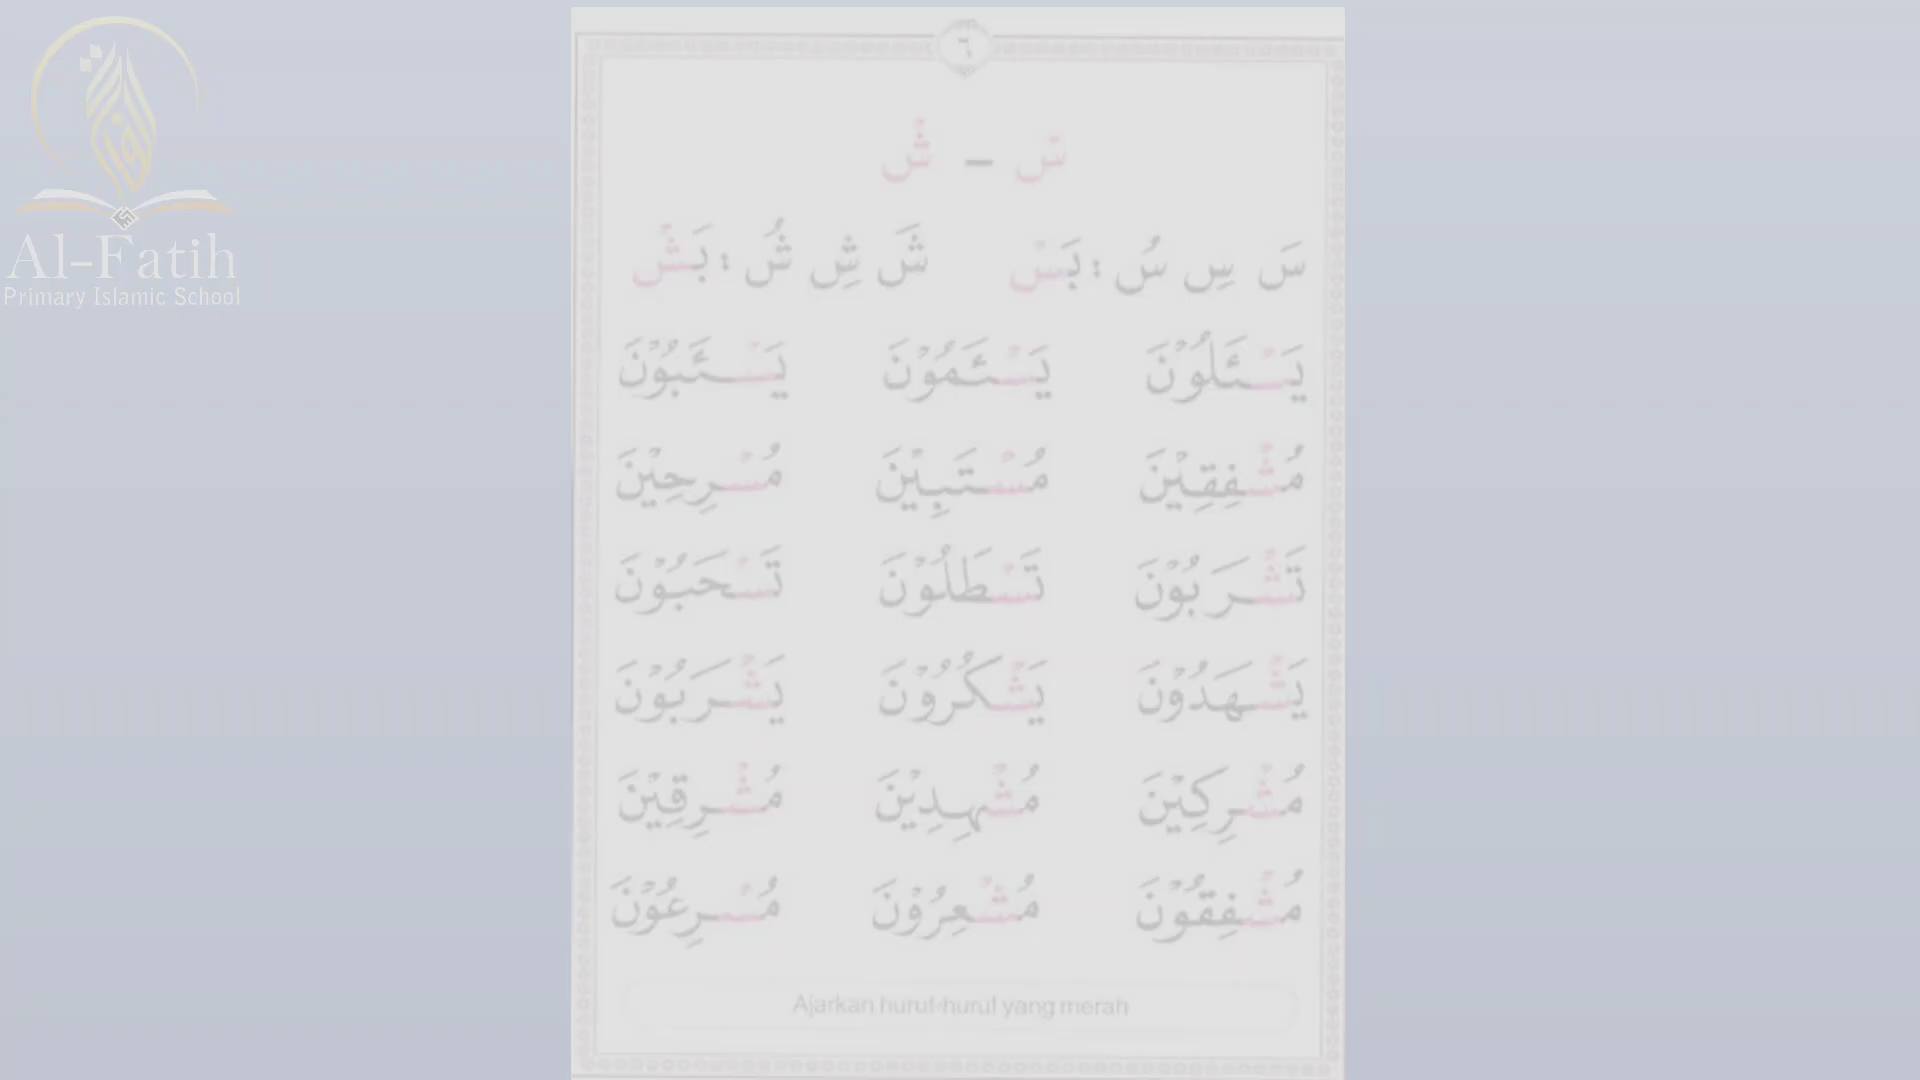 Al-Fatih
Primary Islamic School
٦
سْ - شْ
سَ سِ سُ : بَسْ شَ شِ شُ : بَشْ
يَسْئَلُوْنَ يَسْئَمُوْنَ يَسْئَبُوْنَ
مُشْفِقِيْنَ مُسْتَبِيْنَ مُسْرِحِيْنَ
تَشْرَبُوْنَ تَسْطَلُوْنَ تَسْحَبُوْنَ
يَشْهَدُوْنَ يَشْكُرُوْنَ يَشْرَبُوْنَ
مُشْرِكِيْنَ مُشْهِدِيْنَ مُشْرِقِيْنَ
مُشْفِقُوْنَ مُشْعِرُوْنَ مُسْرِعُوْنَ
Ajarkan huruf-huruf yang merah